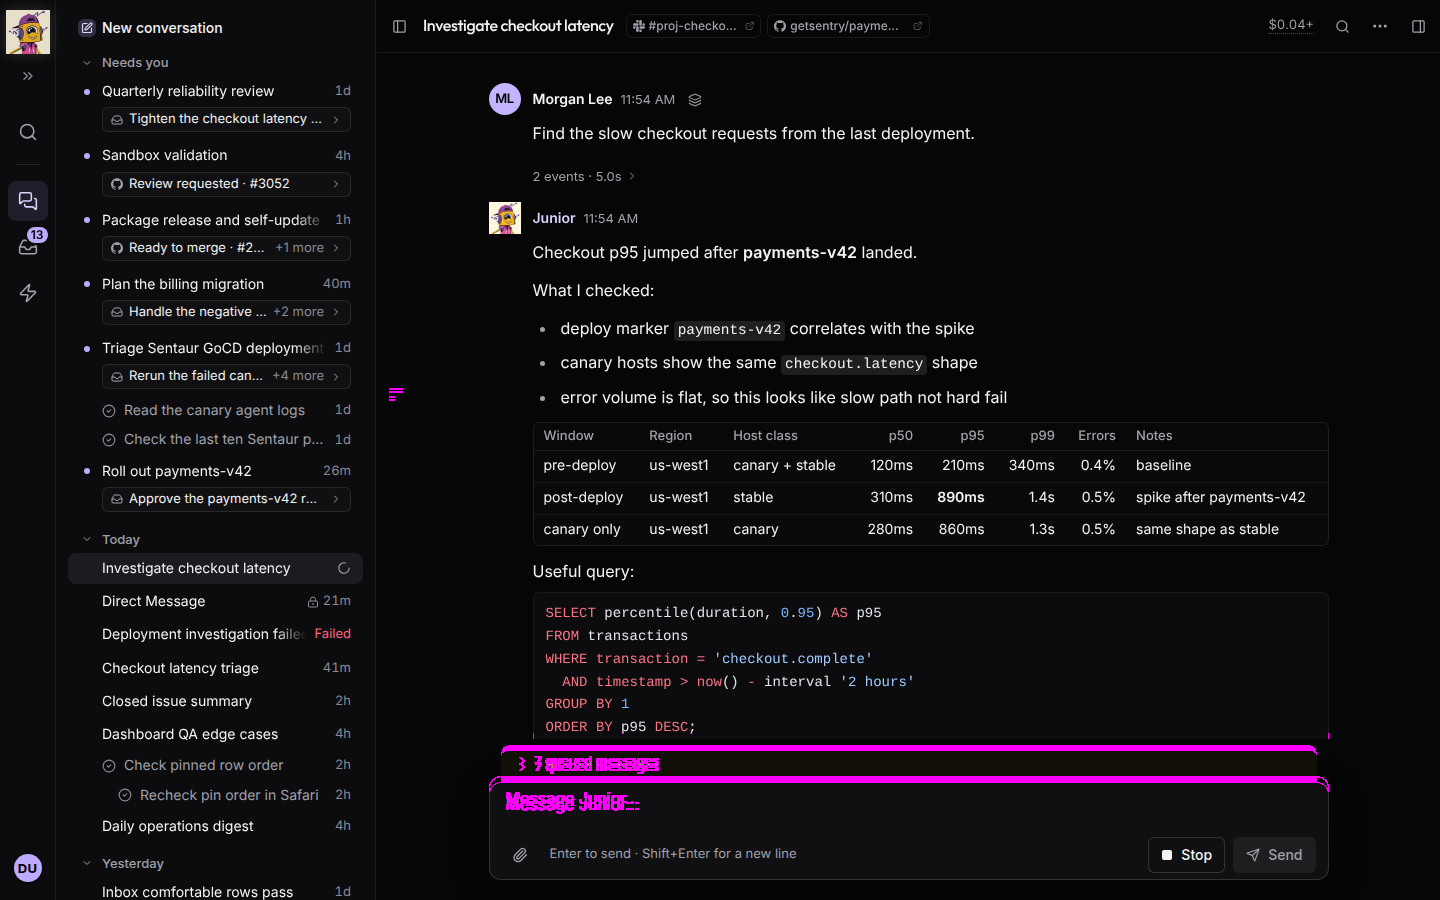 New conversation
Needs you
Quarterly reliability review 1d
Tighten the checkout latency ...
Sandbox validation 4h
Review requested · #3052
Package release and self-update 1h
Ready to merge · #2... +1 more
Plan the billing migration 40m
Handle the negative ... +2 more
Triage Sentaur GoCD deployment 1d
Rerun the failed can... +4 more
Read the canary agent logs 1d
Check the last ten Sentaur p... 1d
Roll out payments-v42 26m
Approve the payments-v42 r...
Today
Investigate checkout latency
Direct Message 21m
Deployment investigation failed Failed
Checkout latency triage 41m
Closed issue summary 2h
Dashboard QA edge cases 4h
Check pinned row order 2h
Recheck pin order in Safari 2h
Daily operations digest 4h
Yesterday
Inbox comfortable rows pass 1d
13
DU
Investigate checkout latency #proj-checko... getsentry/payme... $0.04+
ML Morgan Lee 11:54 AM
Find the slow checkout requests from the last deployment.
2 events · 5.0s
Junior 11:54 AM
Checkout p95 jumped after payments-v42 landed.
What I checked:
• deploy marker payments-v42 correlates with the spike
• canary hosts show the same checkout.latency shape
• error volume is flat, so this looks like slow path not hard fail
Window Region Host class p50 p95 p99 Errors Notes
pre-deploy us-west1 canary + stable 120ms 210ms 340ms 0.4% baseline
post-deploy us-west1 stable 310ms 890ms 1.4s 0.5% spike after payments-v42
canary only us-west1 canary 280ms 860ms 1.3s 0.5% same shape as stable
Useful query:
SELECT percentile(duration, 0.95) AS p95
FROM transactions
WHERE transaction = 'checkout.complete'
AND timestamp > now() - interval '2 hours'
GROUP BY 1
ORDER BY p95 DESC;
7 queued messages
Message Junior...
Enter to send · Shift+Enter for a new line
Stop Send